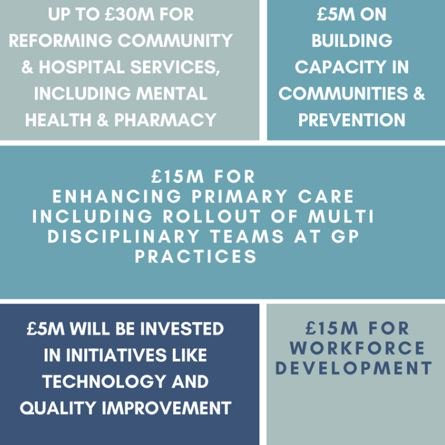 UP TO £30M FOR
REFORMING COMMUNITY
& HOSPITAL SERVICES,
INCLUDING MENTAL
HEALTH & PHARMACY
£5M ON
BUILDING
CAPACITY IN
COMMUNITIES &
PREVENTION
£15M FOR
ENHANCING PRIMARY CARE
INCLUDING ROLLOUT OF MULTI
DISCIPLINARY TEAMS AT GP
PRACTICES
£5M WILL BE INVESTED
IN INITIATIVES LIKE
TECHNOLOGY AND
QUALITY IMPROVEMENT
£15M FOR
WORKFORCE
DEVELOPMENT